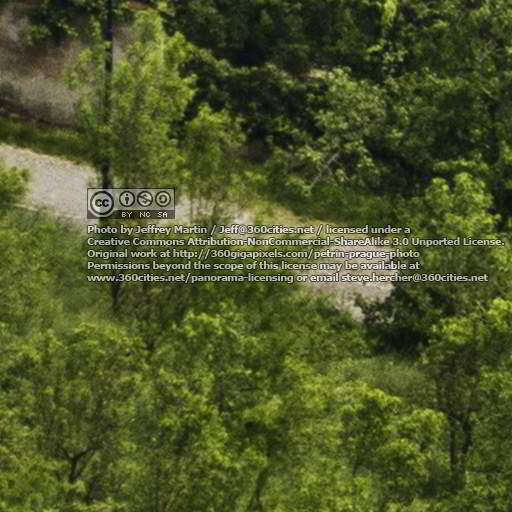 cc BY NC SA
Photo by Jeffrey Martin / Jeff@360cities.net / licensed under a
Creative Commons Attribution-NonCommercial-ShareAlike 3.0 Unported License.
Original work at http://360gigapixels.com/petrin-prague-photo
Permissions beyond the scope of this license may be available at
www.360cities.net/panorama-licensing or email steve.hercher@360cities.net